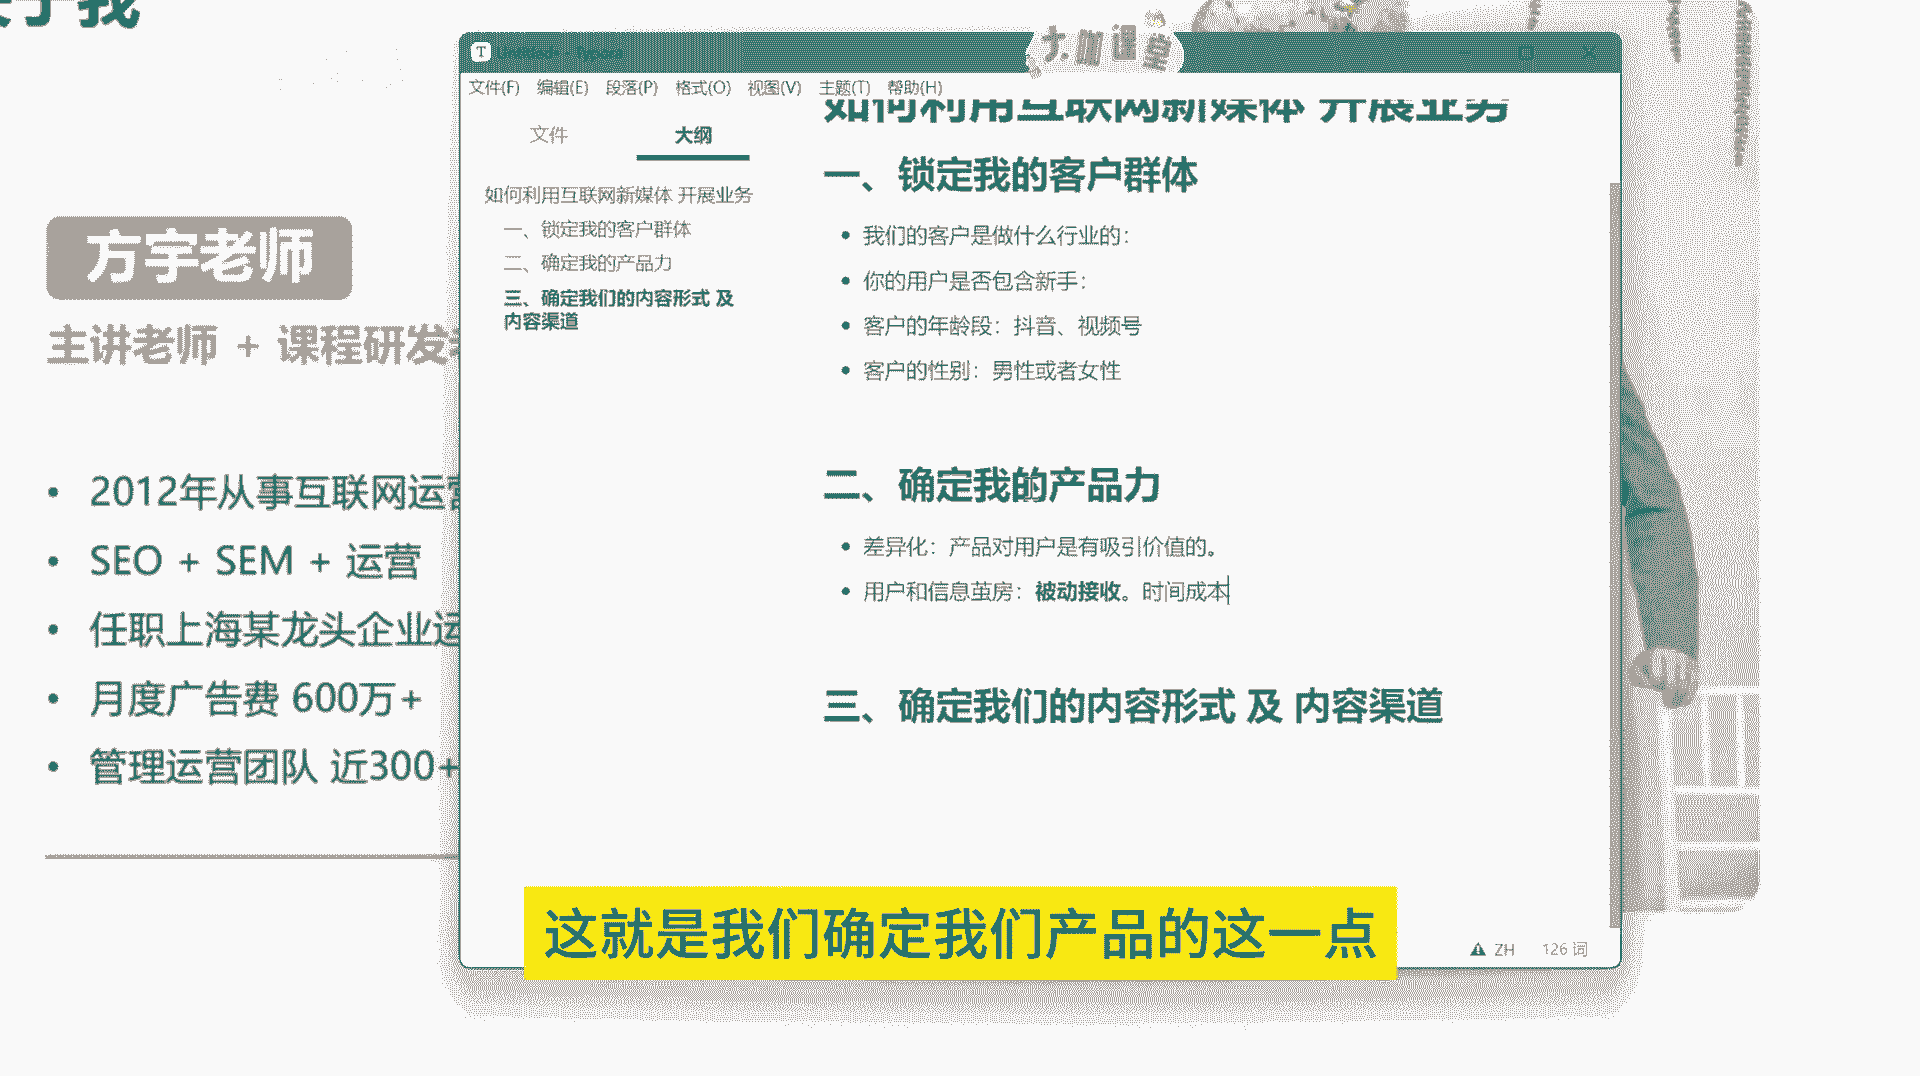 于我
方宇老师
主讲老师 + 课程研发
• 2012年从事互联网运营
• SEO + SEM + 运营
• 任职上海某龙头企业运
• 月度广告费 600万+
• 管理运营团队 近300+
Untitled - Typora
大咖课堂
文件(F) 编辑(E) 段落(P) 格式(O) 视图(V) 主题(T) 帮助(H)
文件 大纲
如何利用互联网新媒体 开展业务
一、锁定我的客户群体
二、确定我的产品力
三、确定我们的内容形式 及
内容渠道
如何利用互联网新媒体 开展业务
一、锁定我的客户群体
• 我们的客户是做什么行业的:
• 你的用户是否包含新手:
• 客户的年龄段：抖音、视频号
• 客户的性别：男性或者女性
二、确定我的产品力
• 差异化：产品对用户是有吸引价值的。
• 用户和信息茧房：被动接收。时间成本
三、确定我们的内容形式 及 内容渠道
这就是我们确定我们产品的这一点
ZH 126 词